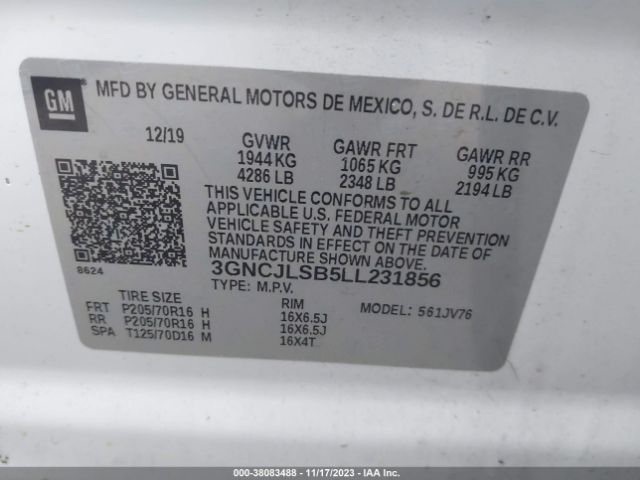 GM
MFD BY GENERAL MOTORS DE MEXICO, S. DE R.L. DE C.V.
12/19 GVWR GAWR FRT GAWR RR
1944 KG 1065 KG 995 KG
4286 LB 2348 LB 2194 LB
THIS VEHICLE CONFORMS TO ALL
APPLICABLE U.S. FEDERAL MOTOR
VEHICLE SAFETY AND THEFT PREVENTION
STANDARDS IN EFFECT ON THE DATE OF
MANUFACTURE SHOWN ABOVE.
8624 3GNCJLSB5LL231856
TYPE: M.P.V.
TIRE SIZE RIM MODEL: 561JV76
FRT P205/70R16 H 16X6.5J
RR P205/70R16 H 16X6.5J
SPA T125/70D16 M 16X4T
000-38083488 - 11/17/2023 - IAA, Inc.